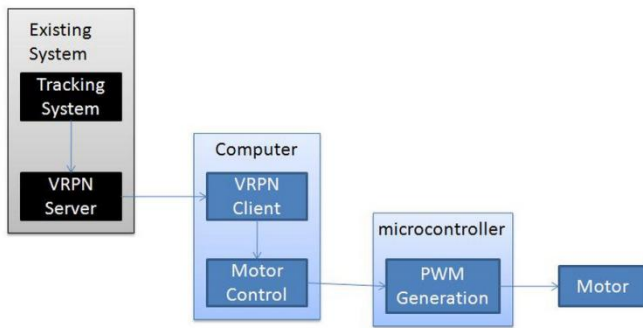 Existing
System
Tracking
System
VRPN
Server
Computer
VRPN
Client
Motor
Control
microcontroller
PWM
Generation
Motor